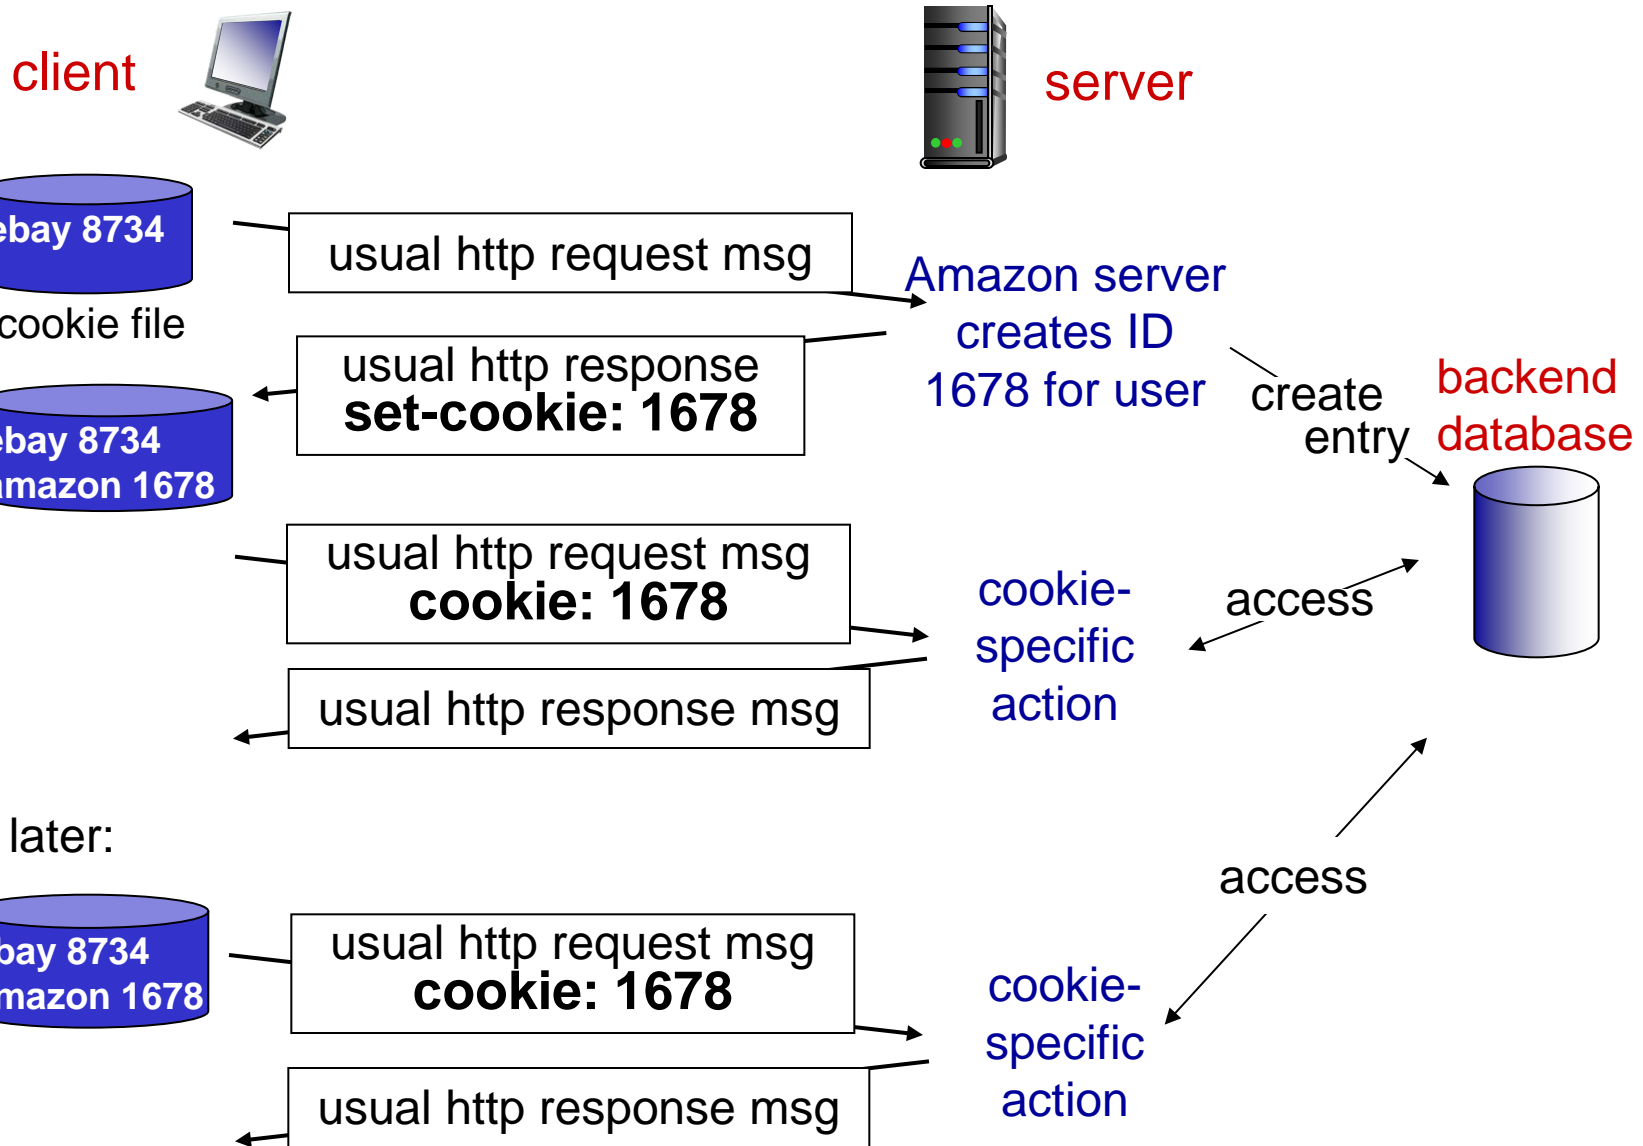 client
server
ebay 8734
usual http request msg
cookie file
Amazon server
creates ID
1678 for user
usual http response
set-cookie: 1678
create
entry
backend
database
ebay 8734
amazon 1678
usual http request msg
cookie: 1678
cookie-
specific
action
access
usual http response msg
later:
access
bay 8734
mazon 1678
usual http request msg
cookie: 1678
cookie-
specific
action
usual http response msg